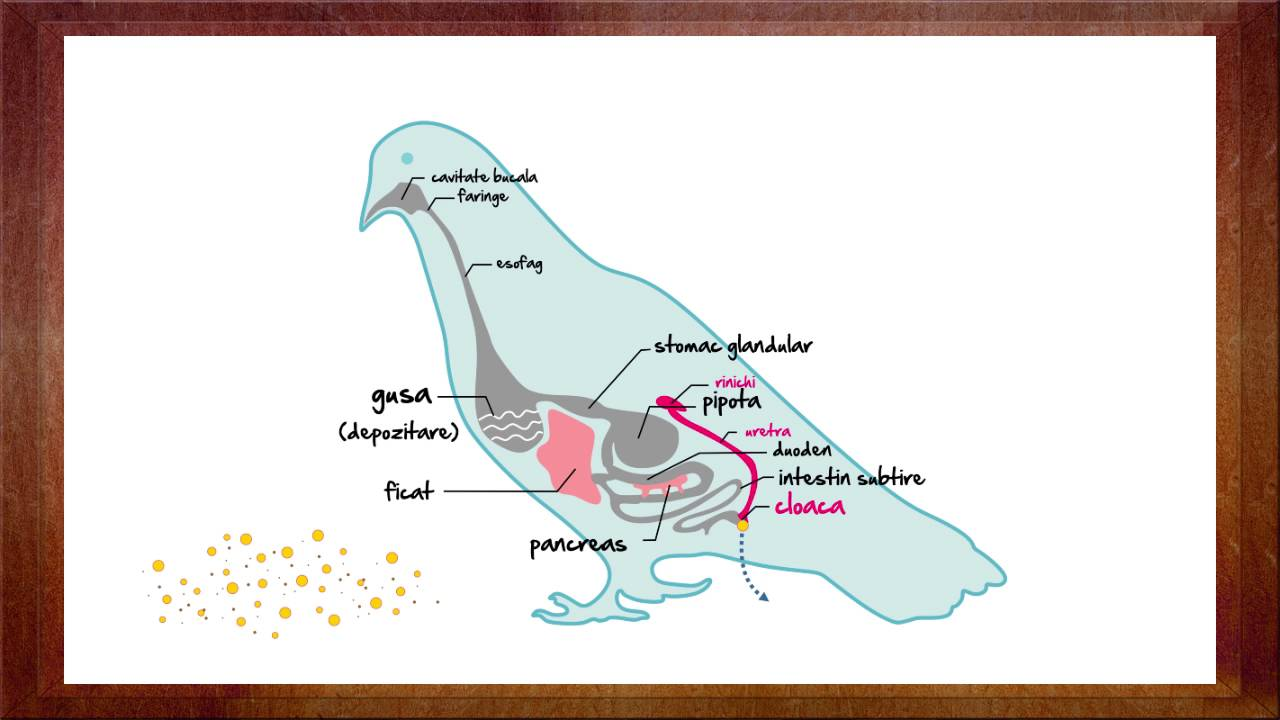 cavitate bucala
faringe
esofag
stomac glandular
rinichi
pipota
gusa
(depozitare)
uretra
duoden
intestin subtire
ficat
cloaca
pancreas